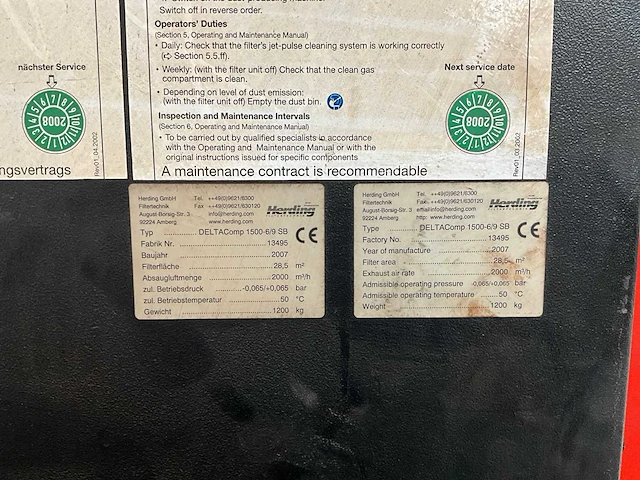 Switch off in reverse order.
Operators' Duties
(Section 5, Operating and Maintenance Manual)
• Daily: Check that the filter's jet-pulse cleaning system is working correctly
(➪ Section 5.5.ff).
• Weekly: (with the filter unit off) Check the clean gas
compartment is clean.
• Depending on level of dust emission:
(with the filter unit off) Empty the dust bin.
Inspection and Maintenance Intervals
(Section 6, Operating and Maintenance Manual)
• To be carried out by qualified specialists in accordance
with the Operating and Maintenance Manual or with the
original instructions issued for specific components
A maintenance contract is recommendable
nächster Service
2008
Rev01_04.2002
ngsvertrags
Next service date
2008
Herding GmbH Tel. ++49(0)9621/6300
Filtertechnik Fax ++49(0)9621/630120
August-Borsig-Str. 3 info@herding.com
92224 Amberg www.herding.com
Herding
CE
Typ DELTAComp 1500-6/9 SB
Fabrik Nr. 13495
Baujahr 2007
Filterfläche 28,5 m²
Absaugluftmenge 2000 m³/h
zul. Betriebsdruck -0,065/+0,065 bar
zul. Betriebstemperatur 50 °C
Gewicht 1200 kg
Herding GmbH Tel. ++49(0)9621/6300
Filtertechnik Fax ++49(0)9621/630120
August-Borsig-Str. 3 email:info@herding.com
92224 Amberg http: www.herding.com
Herding
CE
Type DELTAComp 1500-6/9 SB
Factory No. 13495
Year of manufacture 2007
Filter area 28,5 m²
Exhaust air rate 2000 m³/h
Admissible operating pressure -0,065/+0,065 bar
Admissible operating temperature 50 °C
Weight 1200 kg